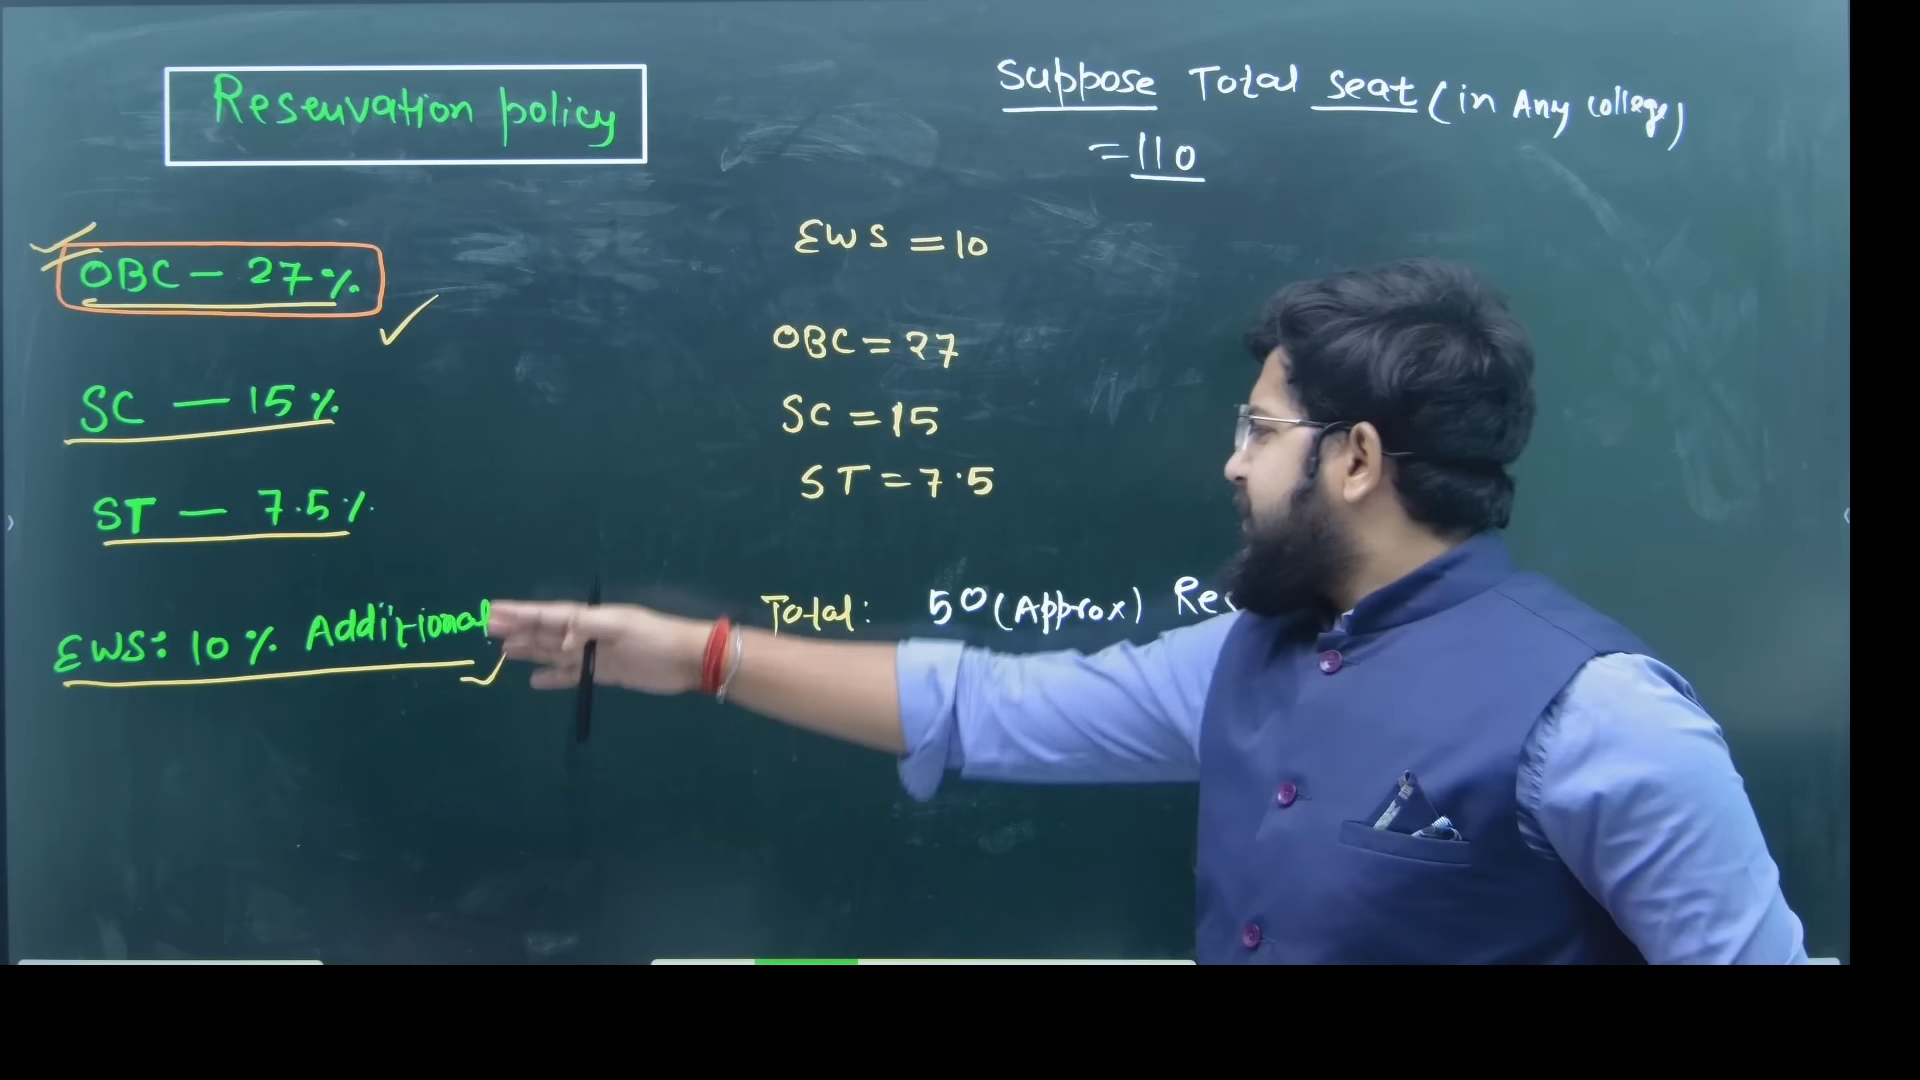 Reservation policy
OBC – 27%
SC – 15%
ST – 7.5%
EWS: 10% Additional
Suppose Total seat (in Any college)
= 110
EWS = 10
OBC = 27
SC = 15
ST = 7.5
Total: 50 (Approx)